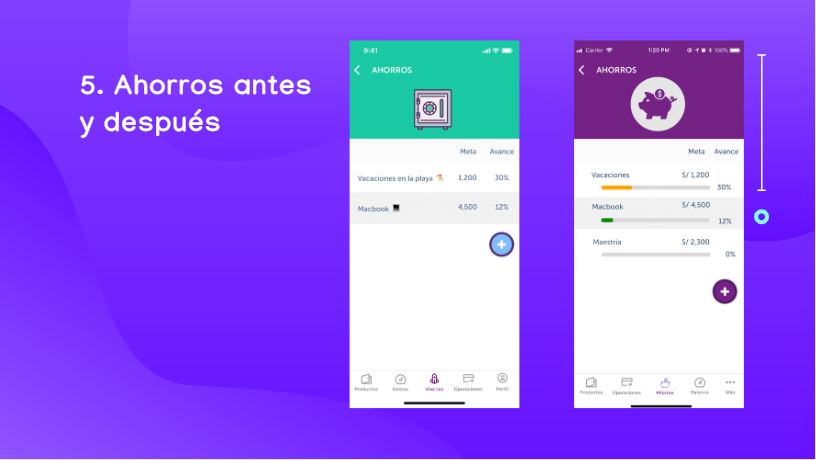 5. Ahorros antes
y después
9:41
AHORROS
Meta Avance
Vacaciones en la playa 1,200 30%
Macbook 4,500 12%
Productos Gastos Ahorros Operaciones Perfil
Carrier 1:20 PM 100%
AHORROS
$
Meta Avance
Vacaciones S/ 1,200
30%
Macbook S/ 4,500
12%
Maestría S/ 2,300
0%
Productos Operaciones Ahorros Balance Más